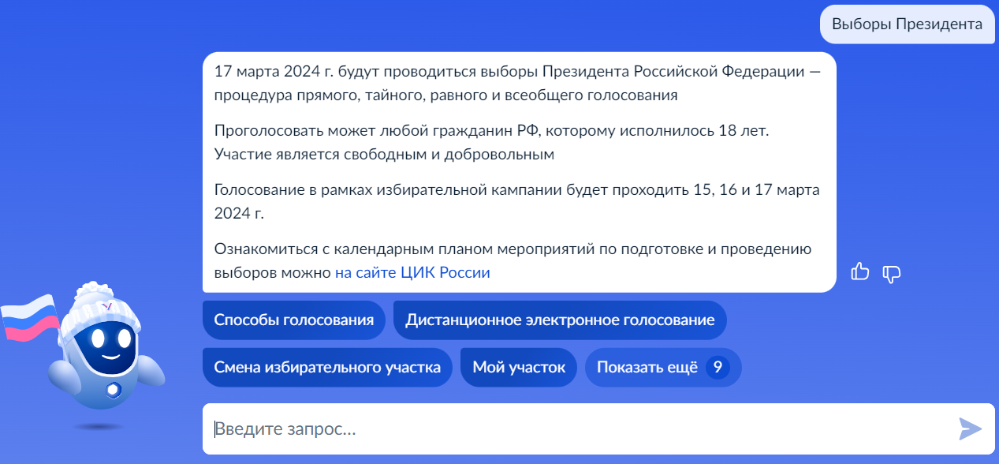 Выборы Президента
17 марта 2024 г. будут проводиться выборы Президента Российской Федерации —
процедура прямого, тайного, равного и всеобщего голосования
Проголосовать может любой гражданин РФ, которому исполнилось 18 лет.
Участие является свободным и добровольным
Голосование в рамках избирательной кампании будет проходить 15, 16 и 17 марта
2024 г.
Ознакомиться с календарным планом мероприятий по подготовке и проведению
выборов можно на сайте ЦИК России
Способы голосования
Дистанционное электронное голосование
Смена избирательного участка
Мой участок
Показать ещё 9
Введите запрос...